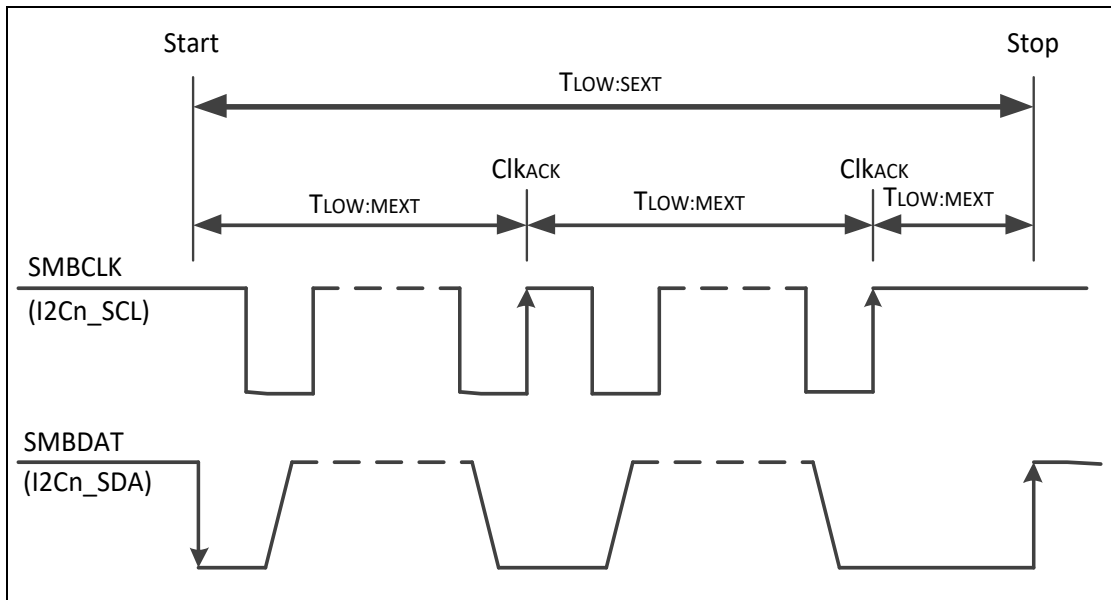 Start Stop
TLOW:SEXT
ClkACK ClkACK
TLOW:MEXT TLOW:MEXT TLOW:MEXT
SMBCLK
(I2Cn_SCL)
SMBDAT
(I2Cn_SDA)